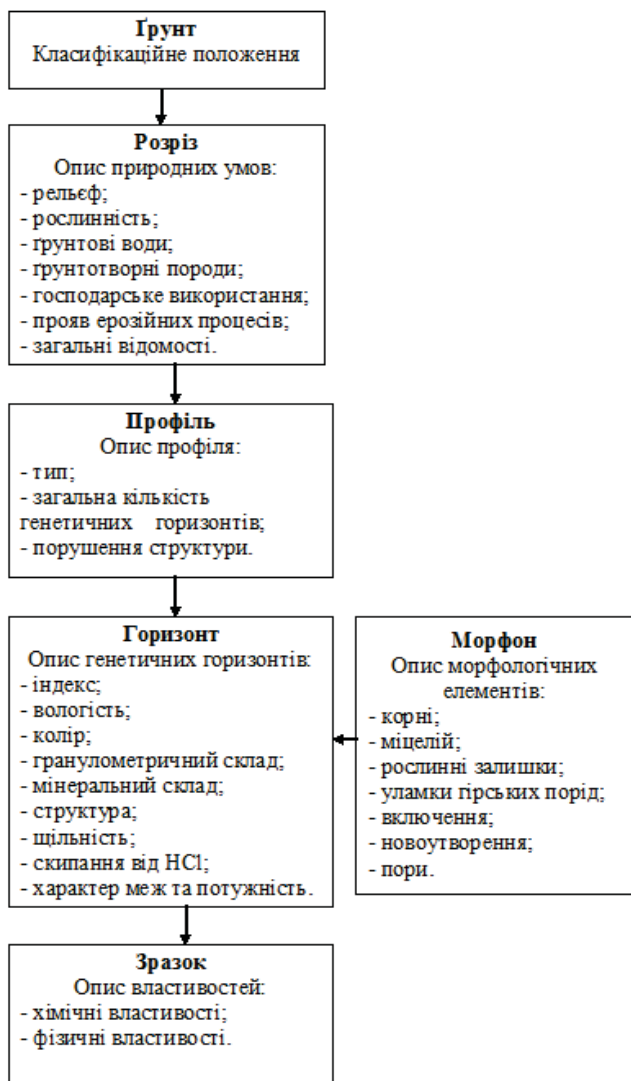 Ґрунт
Класифікаційне положення
Розріз
Опис природних умов:
- рельєф;
- рослинність;
- ґрунтові води;
- ґрунтотворні породи;
- господарське використання;
- прояв ерозійних процесів;
- загальні відомості.
Профіль
Опис профіля:
- тип;
- загальна кількість
генетичних горизонтів;
- порушення структури.
Горизонт
Опис генетичних горизонтів:
- індекс;
- вологість;
- колір;
- гранулометричний склад;
- мінеральний склад;
- структура;
- щільність;
- скипання від HCl;
- характер меж та потужність.
Морфон
Опис морфологічних
елементів:
- корні;
- міцелій;
- рослинні залишки;
- уламки гірських порід;
- включення;
- новоутворення;
- пори.
Зразок
Опис властивостей:
- хімічні властивості;
- фізичні властивості.